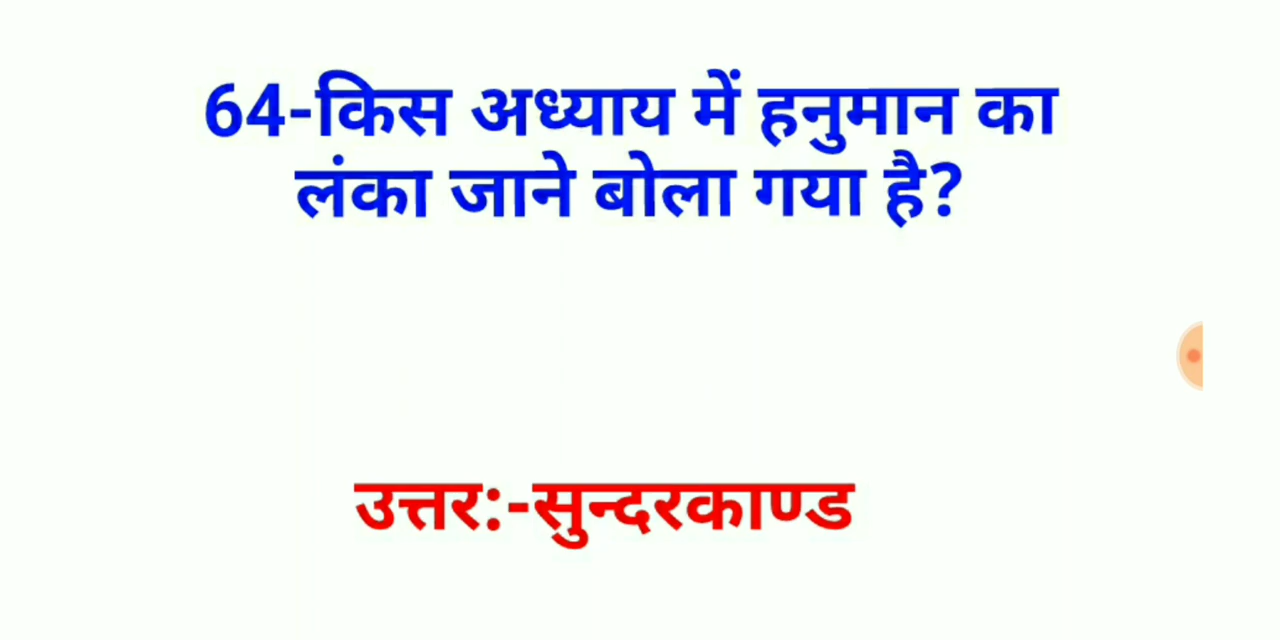 64-किस अध्याय में हनुमान का
लंका जाने बोला गया है?
उत्तर:-सुन्दरकाण्ड